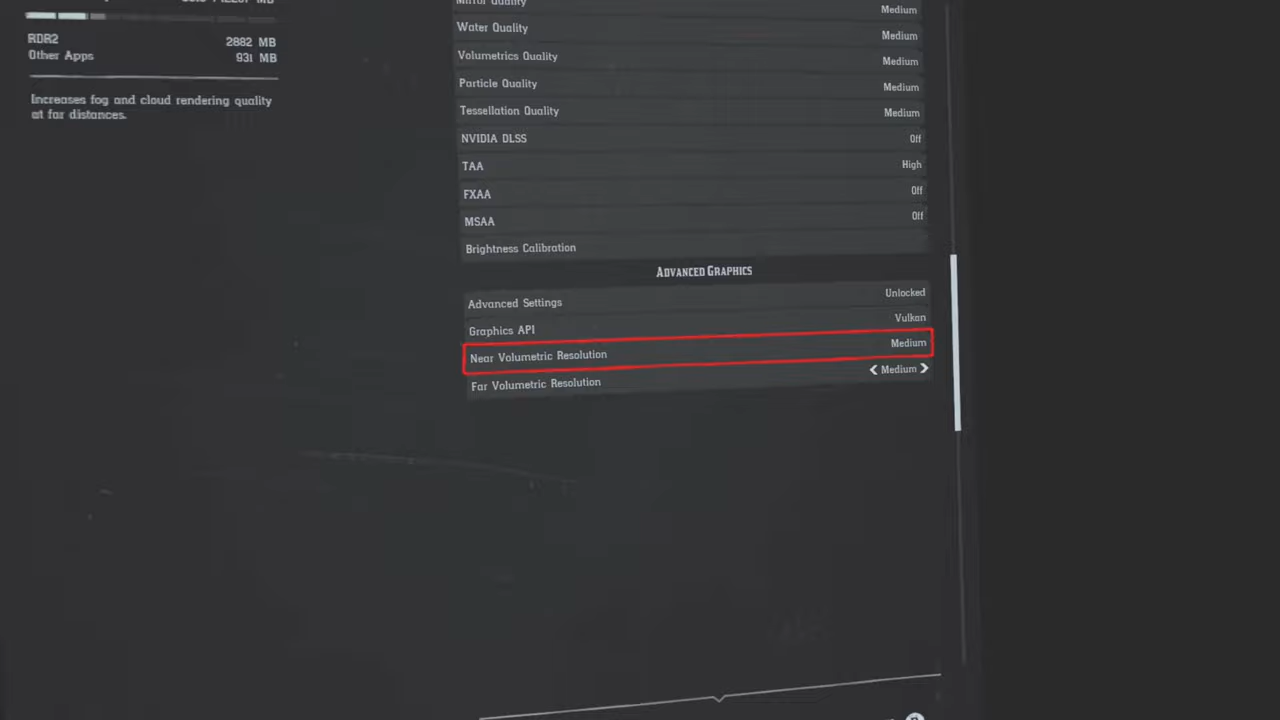 RDR2 2882 MB
Other Apps 931 MB
Increases fog and cloud rendering quality
at far distances.
Mirror Quality Medium
Water Quality Medium
Volumetrics Quality Medium
Particle Quality Medium
Tessellation Quality Medium
NVIDIA DLSS Off
TAA High
FXAA Off
MSAA Off
Brightness Calibration
ADVANCED GRAPHICS
Advanced Settings Unlocked
Graphics API Vulkan
Near Volumetric Resolution Medium
Far Volumetric Resolution < Medium >